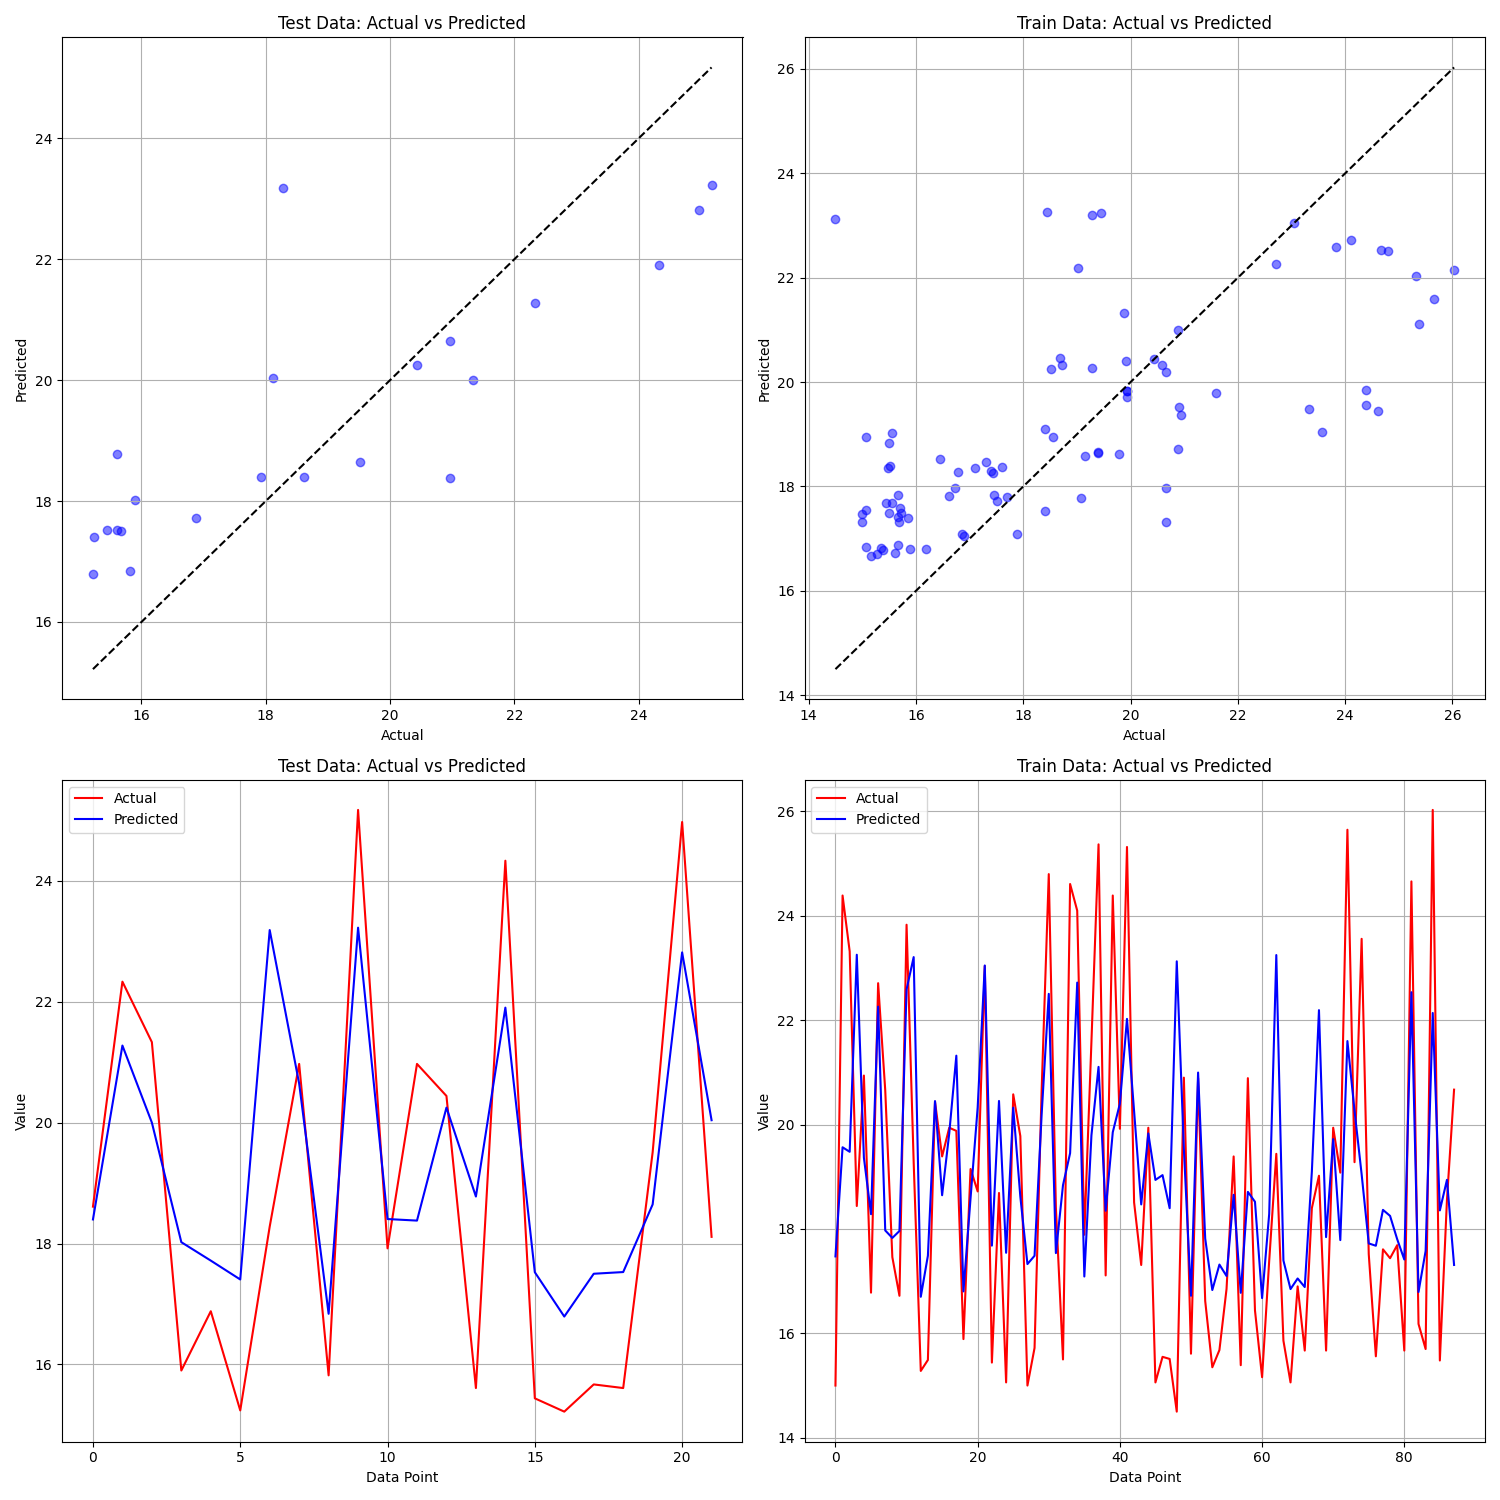 Test Data: Actual vs Predicted
24
22
20
18
16
Predicted
16 18 20 22 24
Actual
Train Data: Actual vs Predicted
26
24
22
20
18
16
14
Predicted
14 16 18 20 22 24 26
Actual
Test Data: Actual vs Predicted
Actual
Predicted
24
22
20
18
16
Value
0 5 10 15 20
Data Point
Train Data: Actual vs Predicted
Actual
Predicted
26
24
22
20
18
16
14
Value
0 20 40 60 80
Data Point